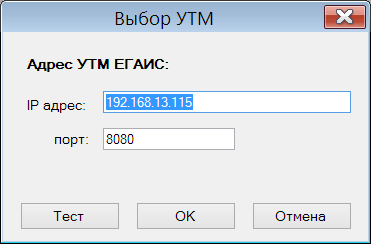 Выбор УТМ
Адрес УТМ ЕГАИС:
IP адрес: 192.168.13.115
порт: 8080
Тест OK Отмена